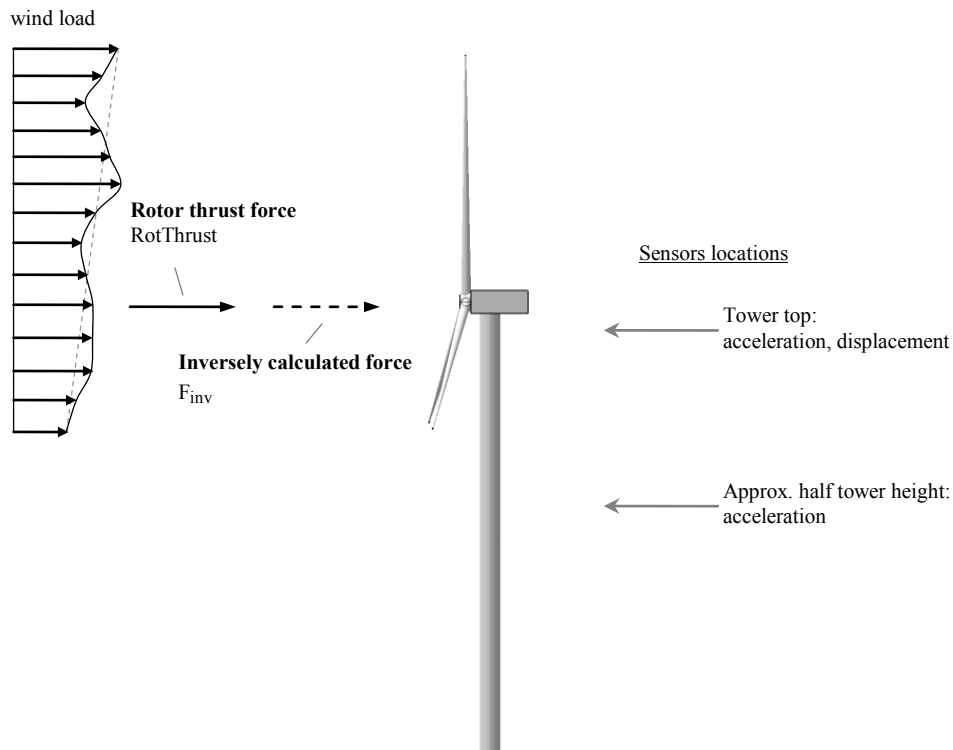 wind load
Rotor thrust force
RotThrust
Inversely calculated force
F_inv
Sensors locations
Tower top:
acceleration, displacement
Approx. half tower height:
acceleration